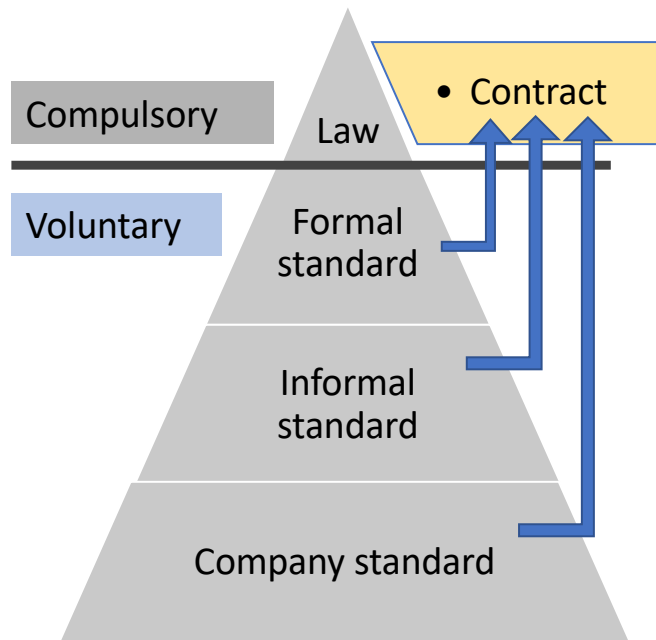 • Contract
Compulsory
Law
Voluntary
Formal
standard
Informal
standard
Company standard